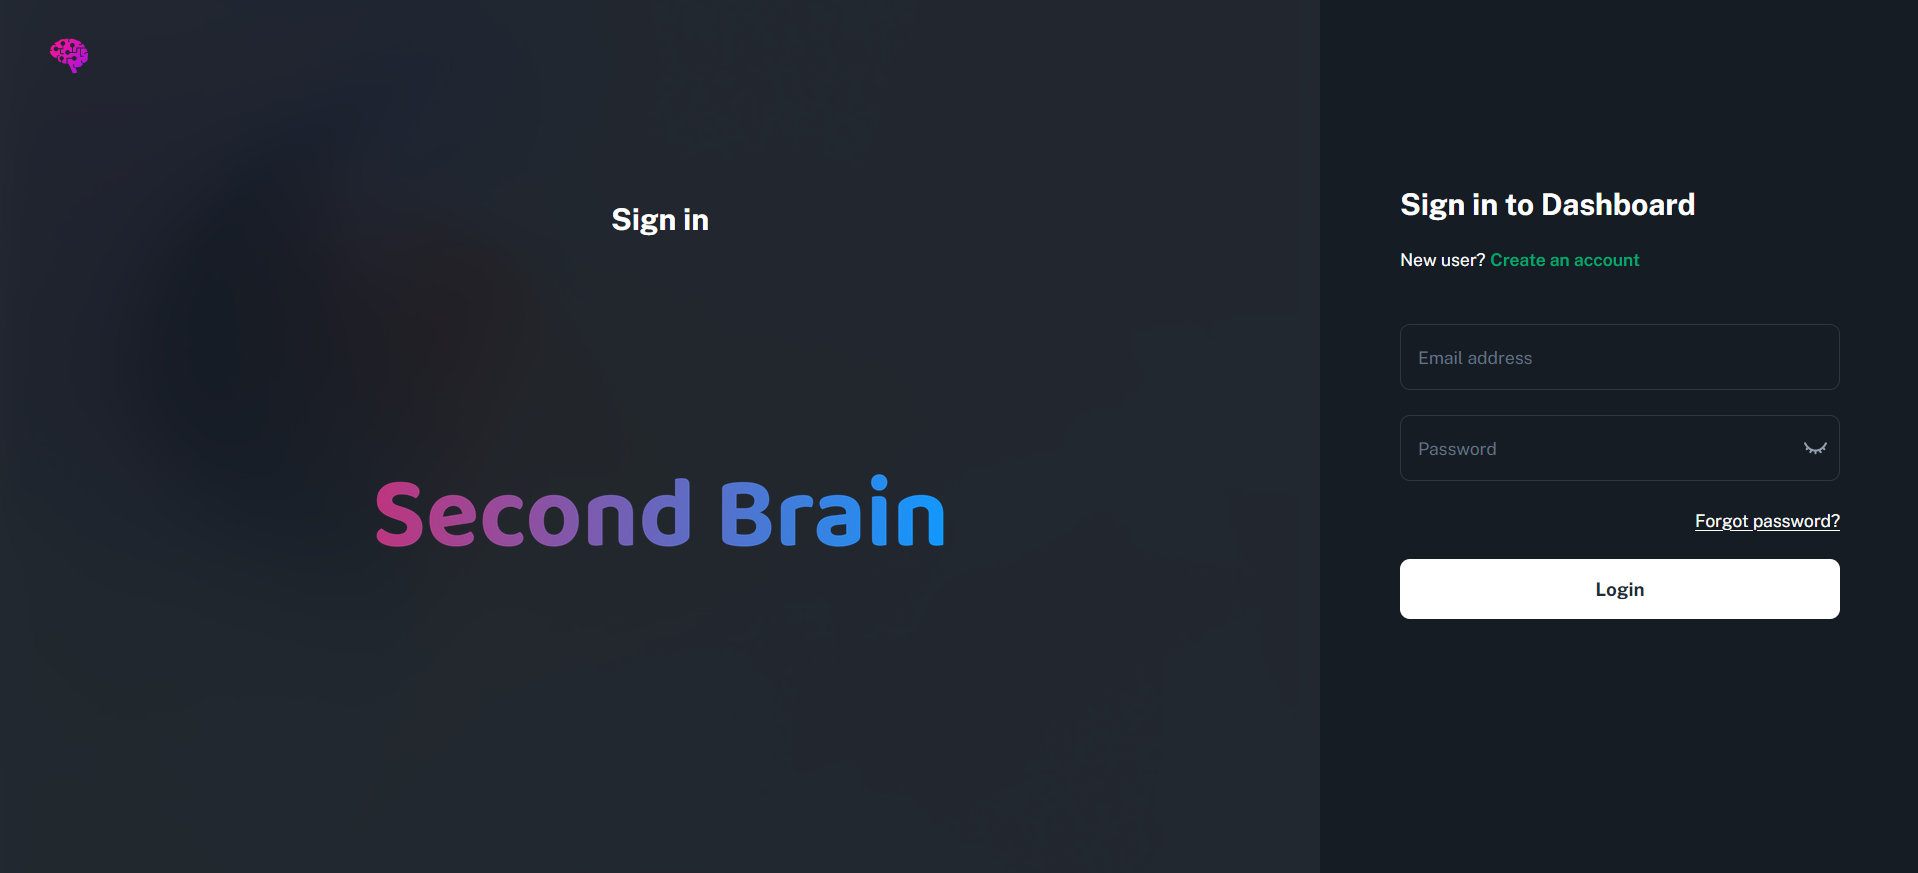 Sign in
Second Brain
Sign in to Dashboard
New user? Create an account
Email address
Password
Forgot password?
Login